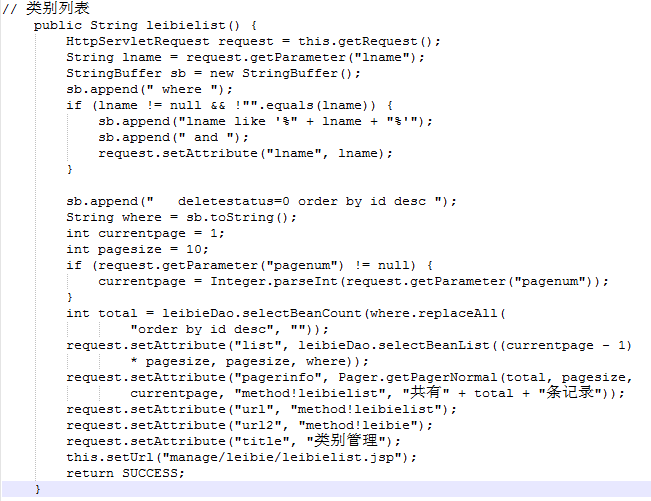 // 类别列表
    public String leibielist() {
        HttpServletRequest request = this.getRequest();
        String lname = request.getParameter("lname");
        StringBuffer sb = new StringBuffer();
        sb.append(" where ");
        if (lname != null && !"".equals(lname)) {
            sb.append("lname like '%" + lname + "%'");
            sb.append(" and ");
            request.setAttribute("lname", lname);
        }

        sb.append("   deletestatus=0 order by id desc ");
        String where = sb.toString();
        int currentpage = 1;
        int pagesize = 10;
        if (request.getParameter("pagenum") != null) {
            currentpage = Integer.parseInt(request.getParameter("pagenum"));
        }
        int total = leibieDao.selectBeanCount(where.replaceAll(
                "order by id desc", ""));
        request.setAttribute("list", leibieDao.selectBeanList((currentpage - 1)
                * pagesize, pagesize, where));
        request.setAttribute("pagerinfo", Pager.getPagerNormal(total, pagesize,
                currentpage, "method!leibielist", "共有" + total + "条记录"));
        request.setAttribute("url", "method!leibielist");
        request.setAttribute("url2", "method!leibie");
        request.setAttribute("title", "类别管理");
        this.setUrl("manage/leibie/leibielist.jsp");
        return SUCCESS;
    }